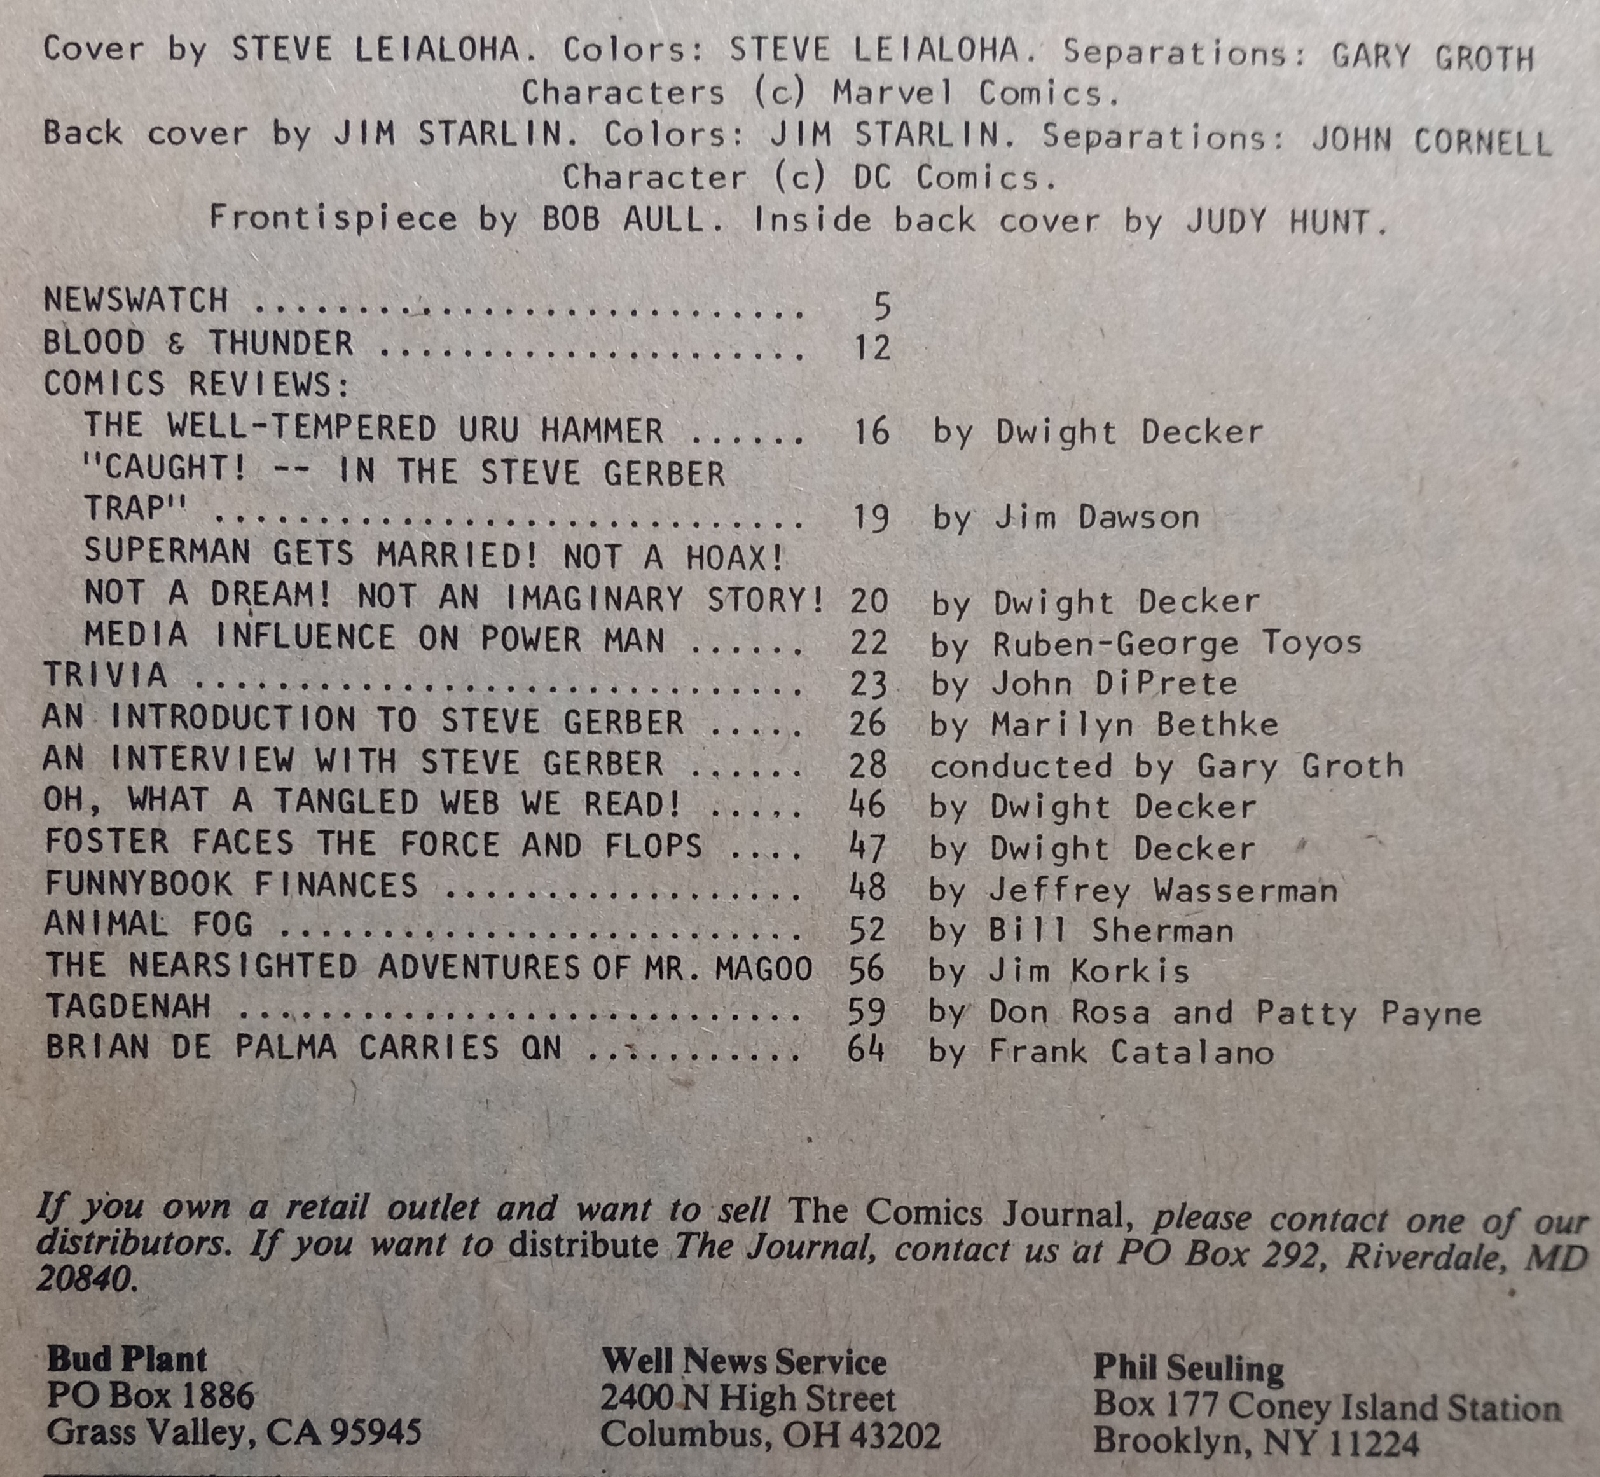 Cover by STEVE LEIALOHA. Colors: STEVE LEIALOHA. Separations: GARY GROTH
Characters (c) Marvel Comics.
Back cover by JIM STARLIN. Colors: JIM STARLIN. Separations: JOHN CORNELL
Character (c) DC Comics.
Frontispiece by BOB AULL. Inside back cover by JUDY HUNT.
NEWSWATCH ........................... 5
BLOOD & THUNDER ..................... 12
COMICS REVIEWS:
THE WELL-TEMPERED URU HAMMER ...... 16 by Dwight Decker
"CAUGHT! -- IN THE STEVE GERBER
TRAP" ............................. 19 by Jim Dawson
SUPERMAN GETS MARRIED! NOT A HOAX!
NOT A DREAM! NOT AN IMAGINARY STORY! 20 by Dwight Decker
MEDIA INFLUENCE ON POWER MAN ...... 22 by Ruben-George Toyos
TRIVIA .............................. 23 by John DiPrete
AN INTRODUCTION TO STEVE GERBER ..... 26 by Marilyn Bethke
AN INTERVIEW WITH STEVE GERBER ...... 28 conducted by Gary Groth
OH, WHAT A TANGLED WEB WE READ! ..... 46 by Dwight Decker
FOSTER FACES THE FORCE AND FLOPS .... 47 by Dwight Decker
FUNNYBOOK FINANCES .................. 48 by Jeffrey Wasserman
ANIMAL FOG .......................... 52 by Bill Sherman
THE NEARSIGHTED ADVENTURES OF MR. MAGOO 56 by Jim Korkis
TAGDENAH ............................ 59 by Don Rosa and Patty Payne
BRIAN DE PALMA CARRIES ON ........... 64 by Frank Catalano
If you own a retail outlet and want to sell The Comics Journal, please contact one of our
distributors. If you want to distribute The Journal, contact us at PO Box 292, Riverdale, MD
20840.
Bud Plant
PO Box 1886
Grass Valley, CA 95945
Well News Service
2400 N High Street
Columbus, OH 43202
Phil Seuling
Box 177 Coney Island Station
Brooklyn, NY 11224